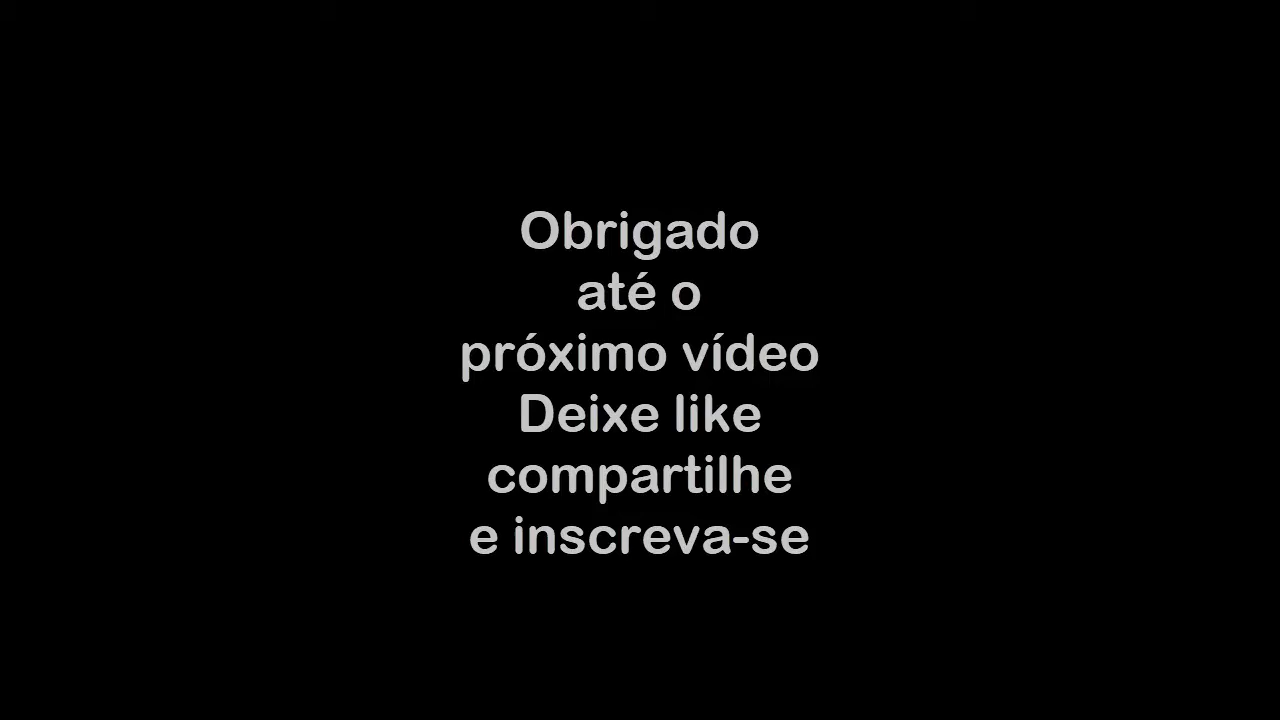 Obrigado
até o
próximo vídeo
Deixe like
compartilhe
e inscreva-se